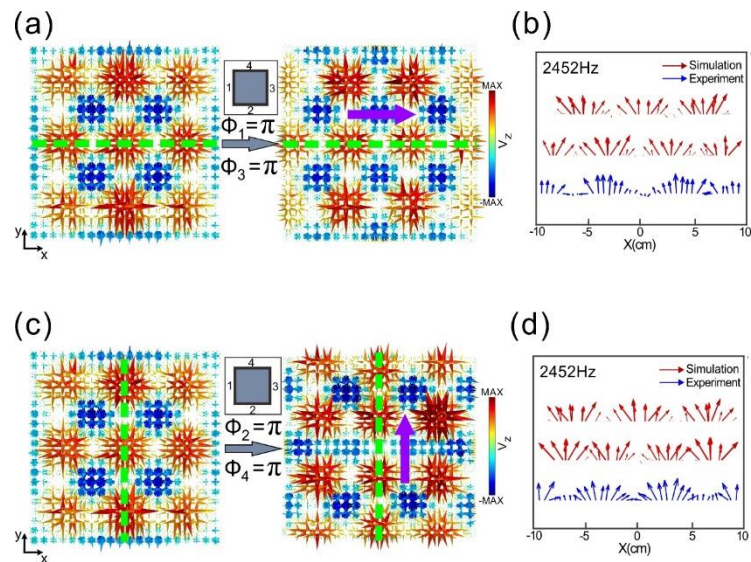 (a)
4
1
3
2
Φ1=π
Φ3=π
MAX
Vz
-MAX
y
x
(b)
2452Hz
Simulation
Experiment
-10
-5
0
5
10
X(cm)
(c)
4
1
3
2
Φ2=π
Φ4=π
MAX
Vz
-MAX
y
x
(d)
2452Hz
Simulation
Experiment
-10
-5
0
5
10
X(cm)